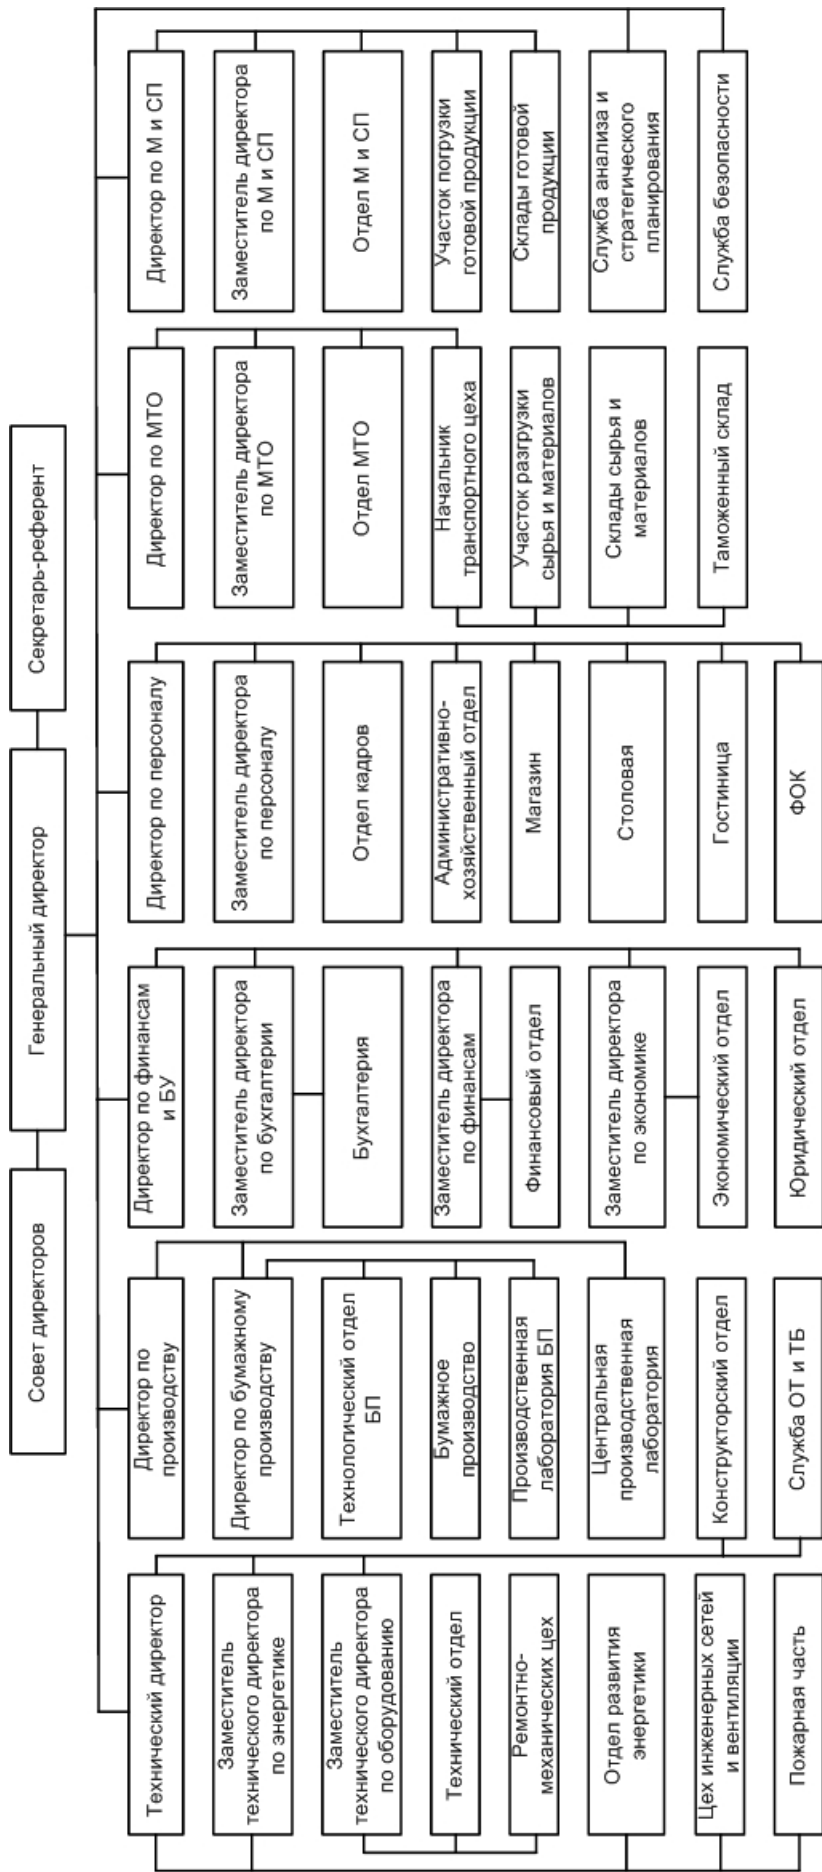 Совет директоров
Генеральный директор
Секретарь-референт
Технический директор
Заместитель
технического директора
по энергетике
Заместитель
технического директора
по оборудованию
Технический отдел
Ремонтно-
механических цех
Отдел развития
энергетики
Цех инженерных сетей
и вентиляции
Пожарная часть
Директор по
производству
Директор по бумажному
производству
Технологический отдел
БП
Бумажное
производство
Производственная
лаборатория БП
Центральная
производственная
лаборатория
Конструкторский отдел
Служба ОТ и ТБ
Директор по финансам
и БУ
Заместитель директора
по бухгалтерии
Бухгалтерия
Заместитель директора
по финансам
Финансовый отдел
Заместитель директора
по экономике
Экономический отдел
Юридический отдел
Директор по персоналу
Заместитель директора
по персоналу
Отдел кадров
Административно-
хозяйственный отдел
Магазин
Столовая
Гостиница
ФОК
Директор по МТО
Заместитель директора
по МТО
Отдел МТО
Начальник
транспортного цеха
Участок разгрузки
сырья и материалов
Склады сырья и
материалов
Таможенный склад
Директор по М и СП
Заместитель директора
по М и СП
Отдел М и СП
Участок погрузки
готовой продукции
Склады готовой
продукции
Служба анализа и
стратегического
планирования
Служба безопасности